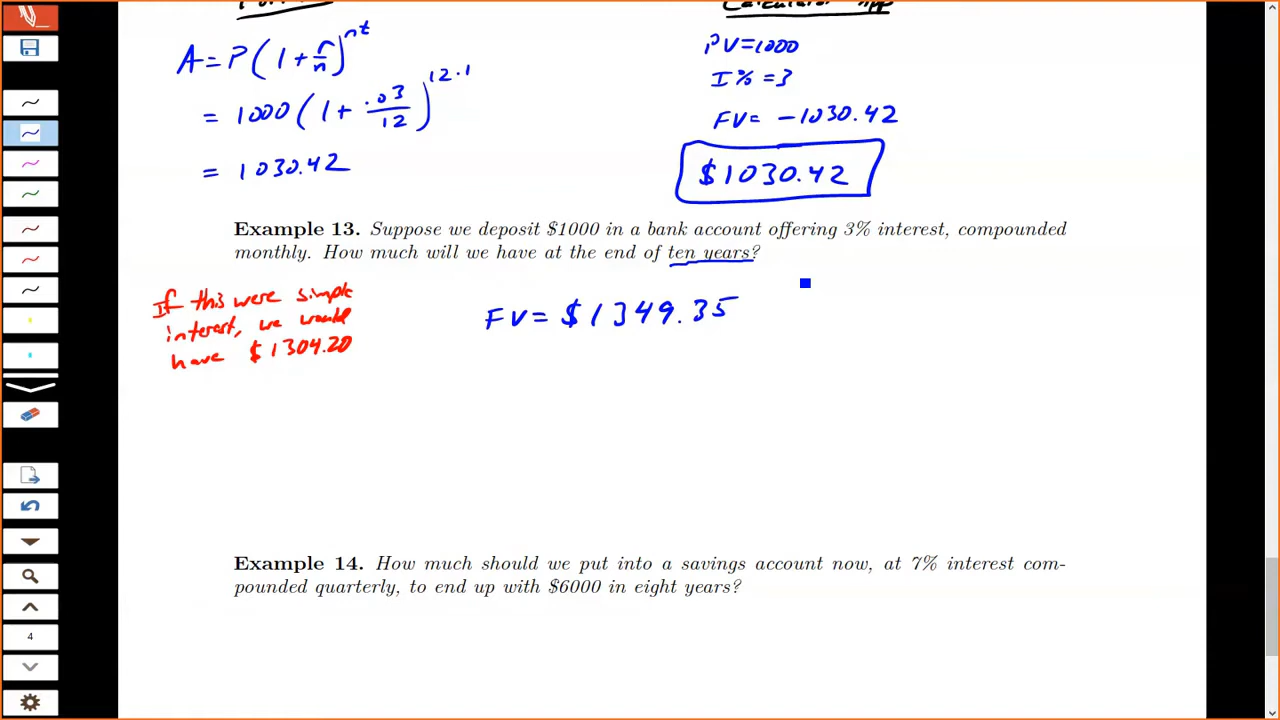 A = P(1 + r/n)^nt
= 1000(1 + .03/12)^12·1
= 1030.42
PV=1000
I% = 3
FV= -1030.42
$1030.42
Example 13. Suppose we deposit $1000 in a bank account offering 3% interest, compounded
monthly. How much will we have at the end of ten years?
If this were simple
interest, we would
have $1304.20
FV = $1349.35
Example 14. How much should we put into a savings account now, at 7% interest com-
pounded quarterly, to end up with $6000 in eight years?
4